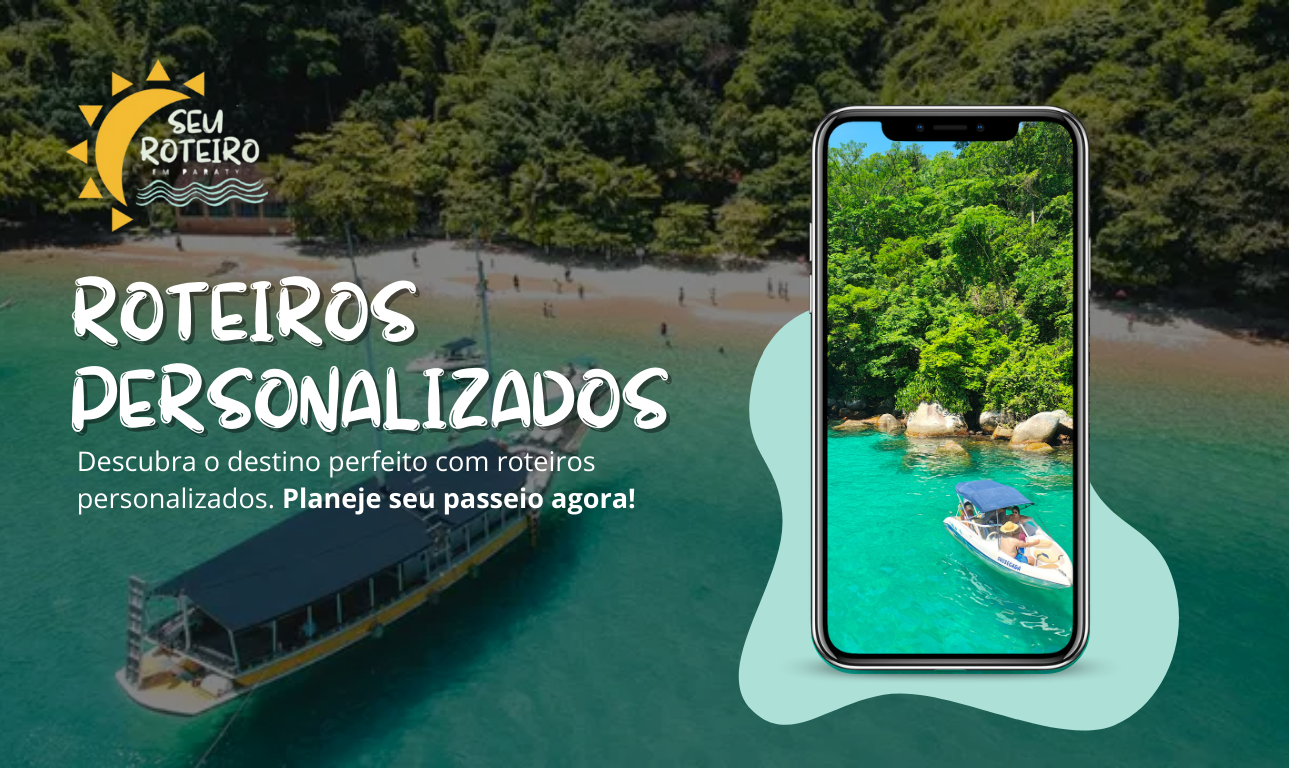 SEU
ROTEIRO
EM PARATY
ROTEIROS
PERSONALIZADOS
Descubra o destino perfeito com roteiros
personalizados. Planeje seu passeio agora!